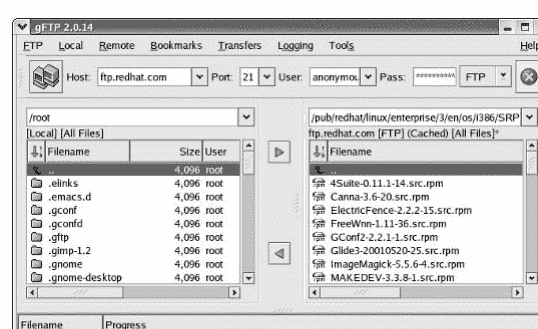 gFTP 2.0.14
FTP Local Remote Bookmarks Transfers Logging Tools Help
Host: ftp.redhat.com Port: 21 User: anonymou Pass: ********** FTP
/root
[Local] [All Files]
Filename Size User
.. 4,096 root
.elinks 4,096 root
.emacs.d 4,096 root
.gconf 4,096 root
.gconfd 4,096 root
.gftp 4,096 root
.gimp-1.2 4,096 root
.gnome 4,096 root
.gnome-desktop 4,096 root
/pub/redhat/linux/enterprise/3/en/os/i386/SRP
ftp.redhat.com [FTP] (Cached) [All Files]*
Filename
..
4Suite-0.11.1-14.src.rpm
Canna-3.6-20.src.rpm
ElectricFence-2.2.2-15.src.rpm
FreeWnn-1.11-36.src.rpm
GConf2-2.2.1-1.src.rpm
Glide3-20010520-25.src.rpm
ImageMagick-5.5.6-4.src.rpm
MAKEDEV-3.3.8-1.src.rpm
Filename Progress